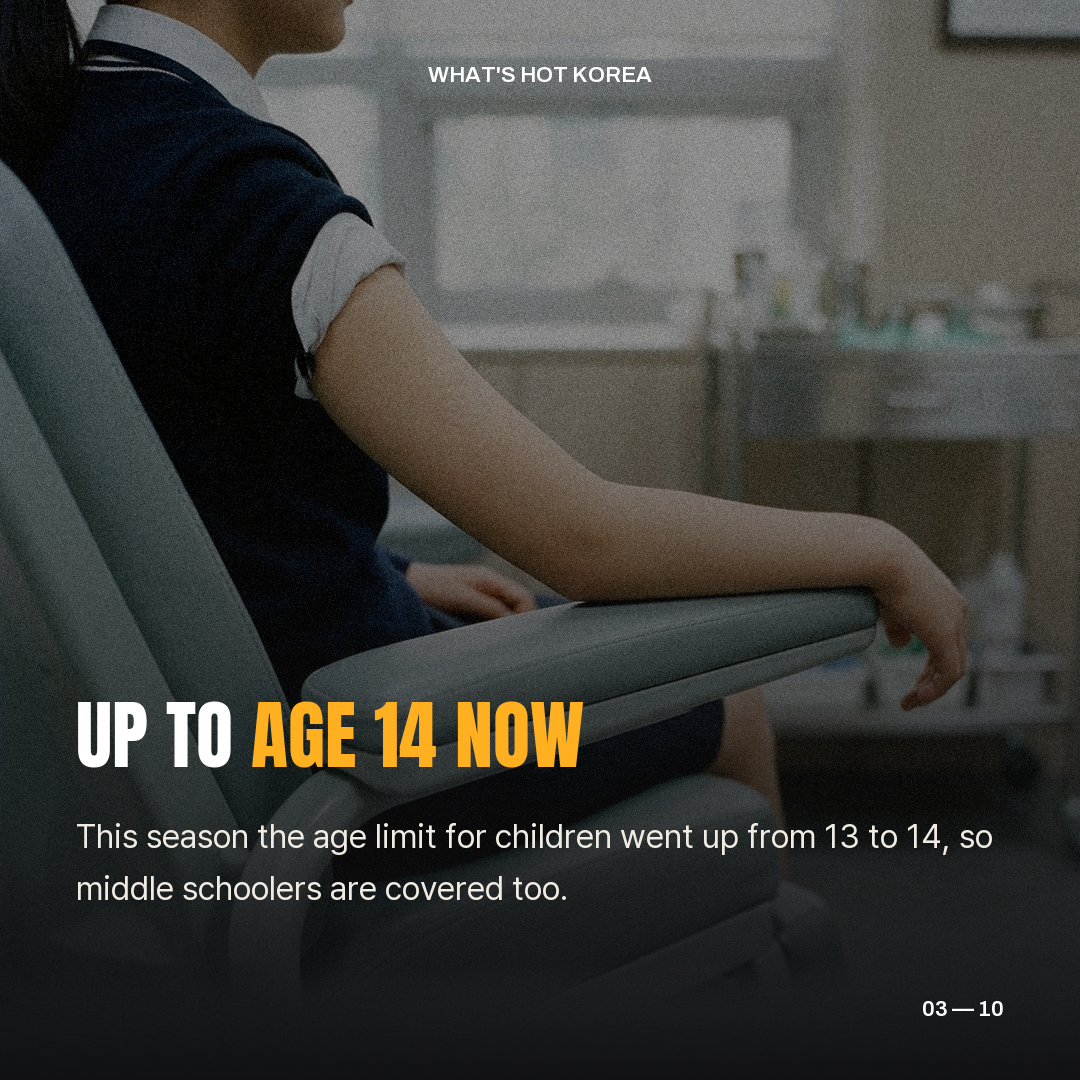 WHAT'S HOT KOREA
UP TO AGE 14 NOW
This season the age limit for children went up from 13 to 14, so
middle schoolers are covered too.
03 — 10